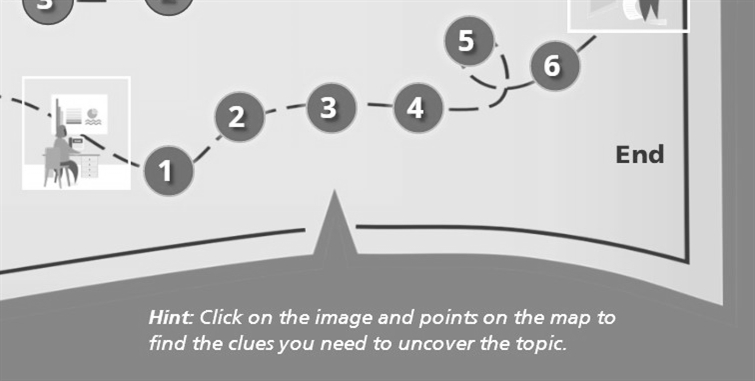 3
5
6
2
3
4
1
End
Hint: Click on the image and points on the map to
find the clues you need to uncover the topic.